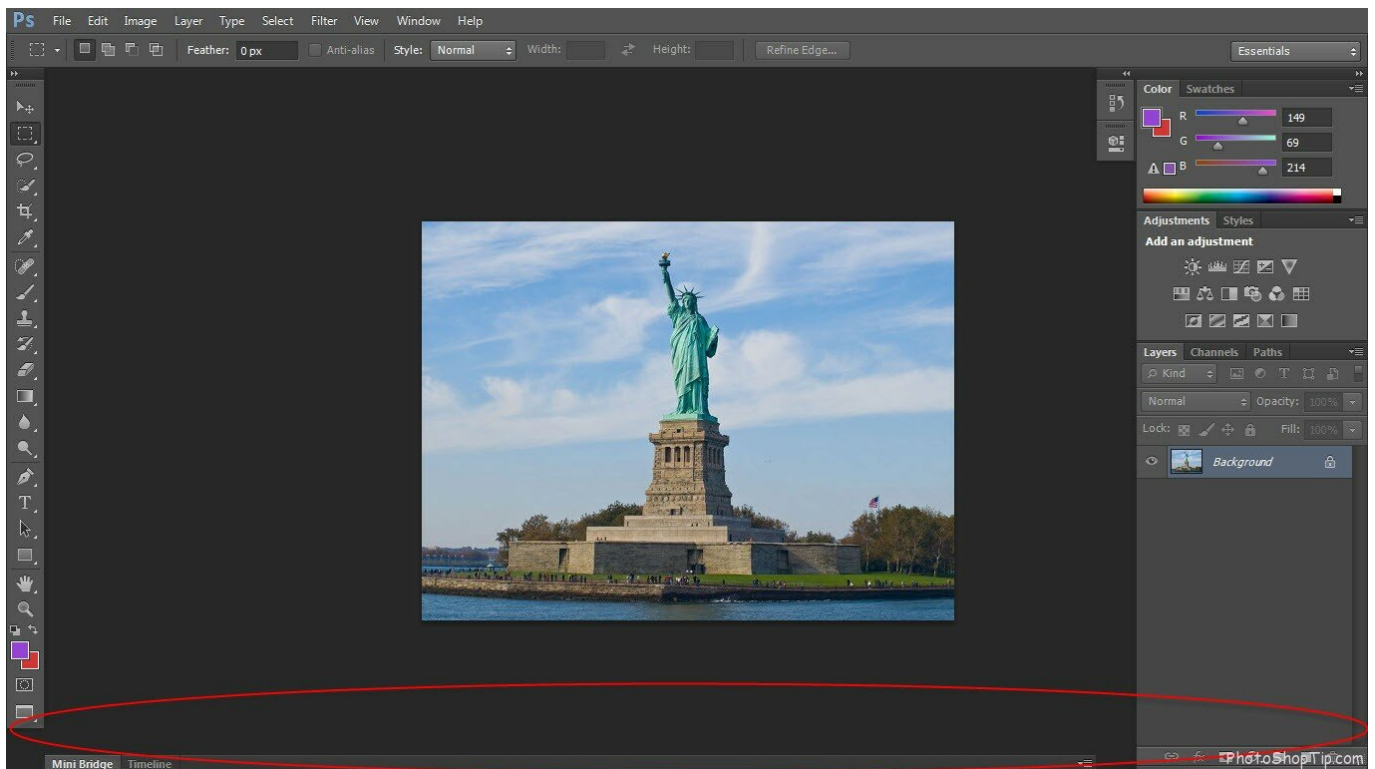 Ps File Edit Image Layer Type Select Filter View Window Help
Feather: 0 px Anti-alias Style: Normal Width: Height: Refine Edge... Essentials
Color Swatches
R 149
G 69
B 214
Adjustments Styles
Add an adjustment
Layers Channels Paths
Kind T
Normal Opacity: 100%
Lock: Fill: 100%
Background
T
fx PhotoShopTip.com
Mini Bridge Timeline